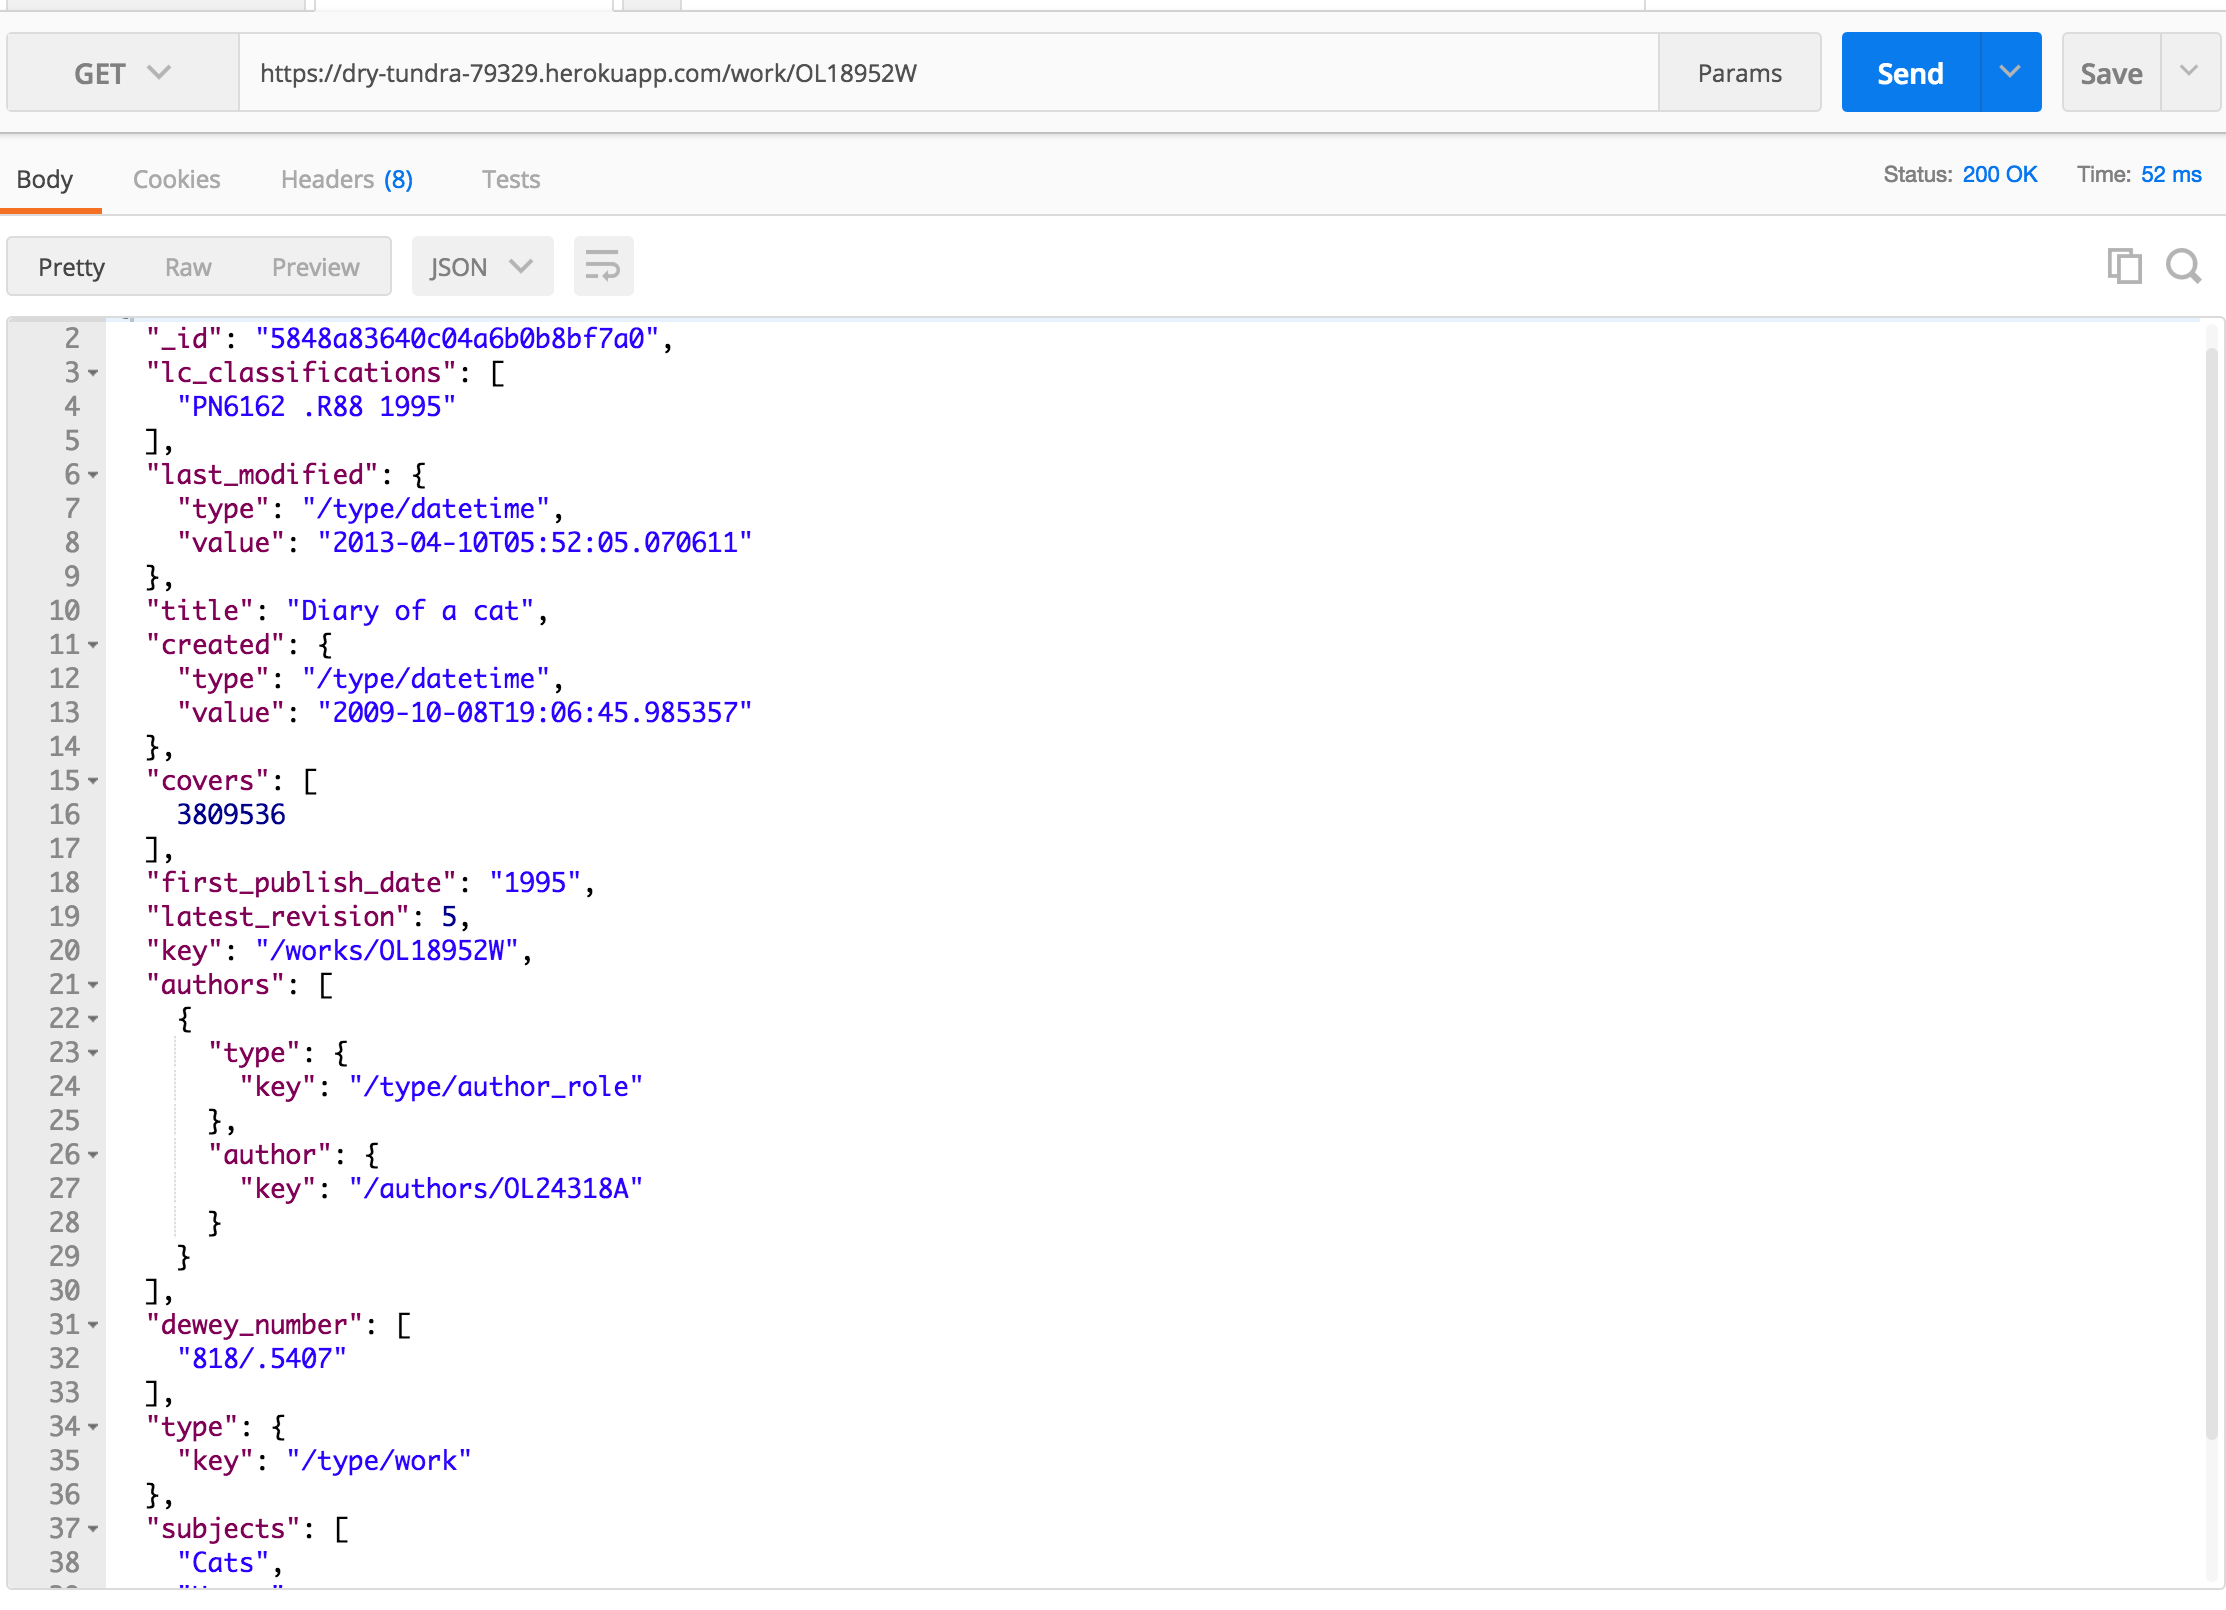 GET https://dry-tundra-79329.herokuapp.com/work/OL18952W Params Send Save
Body Cookies Headers (8) Tests Status: 200 OK Time: 52 ms
Pretty Raw Preview JSON
2 "_id": "5848a83640c04a6b0b8bf7a0",
3 "lc_classifications": [
4 "PN6162 .R88 1995"
5 ],
6 "last_modified": {
7 "type": "/type/datetime",
8 "value": "2013-04-10T05:52:05.070611"
9 },
10 "title": "Diary of a cat",
11 "created": {
12 "type": "/type/datetime",
13 "value": "2009-10-08T19:06:45.985357"
14 },
15 "covers": [
16 3809536
17 ],
18 "first_publish_date": "1995",
19 "latest_revision": 5,
20 "key": "/works/OL18952W",
21 "authors": [
22 {
23 "type": {
24 "key": "/type/author_role"
25 },
26 "author": {
27 "key": "/authors/OL24318A"
28 }
29 }
30 ],
31 "dewey_number": [
32 "818/.5407"
33 ],
34 "type": {
35 "key": "/type/work"
36 },
37 "subjects": [
38 "Cats",